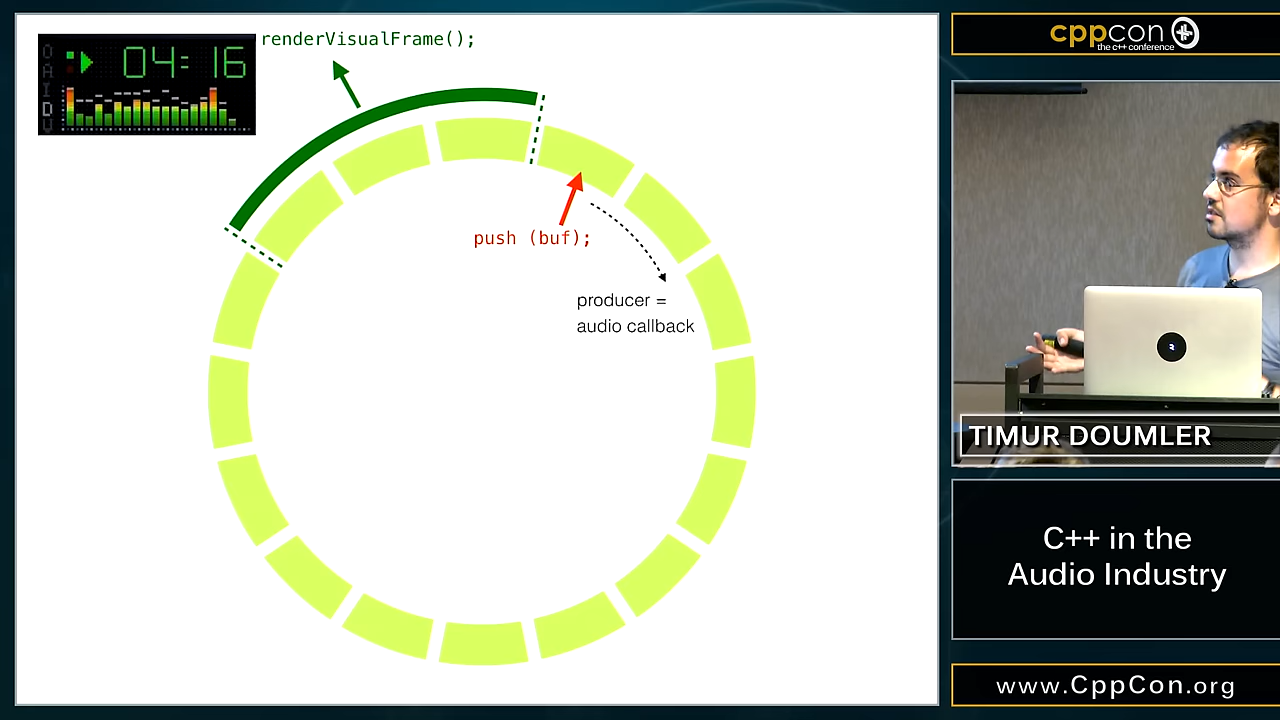 renderVisualFrame();
O
A
I
D
V
04:16
push (buf);
producer =
audio callback
cppcon
the c++ conference
TIMUR DOUMLER
C++ in the
Audio Industry
www.CppCon.org